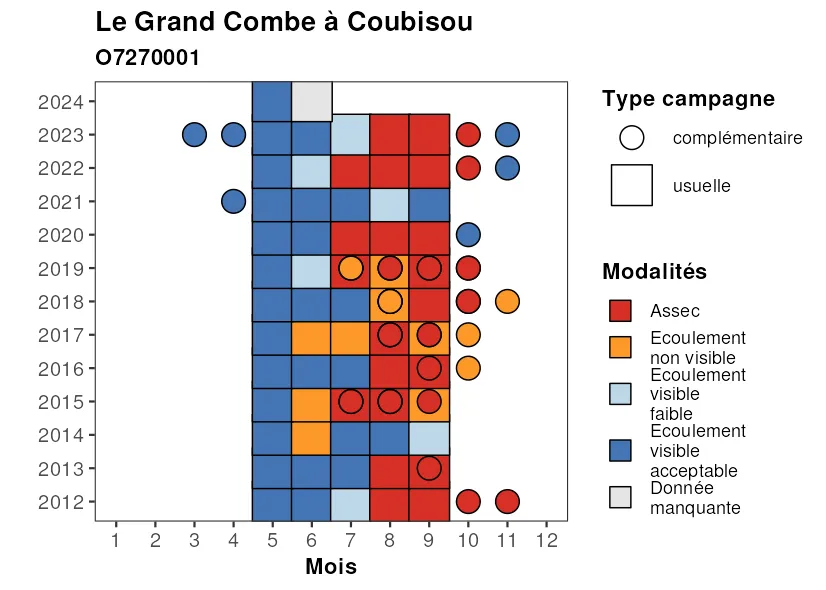 Le Grand Combe à Coubisou
O7270001
2024
2023
2022
2021
2020
2019
2018
2017
2016
2015
2014
2013
2012
1 2 3 4 5 6 7 8 9 10 11 12
Mois
Type campagne
complémentaire
usuelle
Modalités
Assec
Ecoulement
non visible
Ecoulement
visible
faible
Ecoulement
visible
acceptable
Donnée
manquante